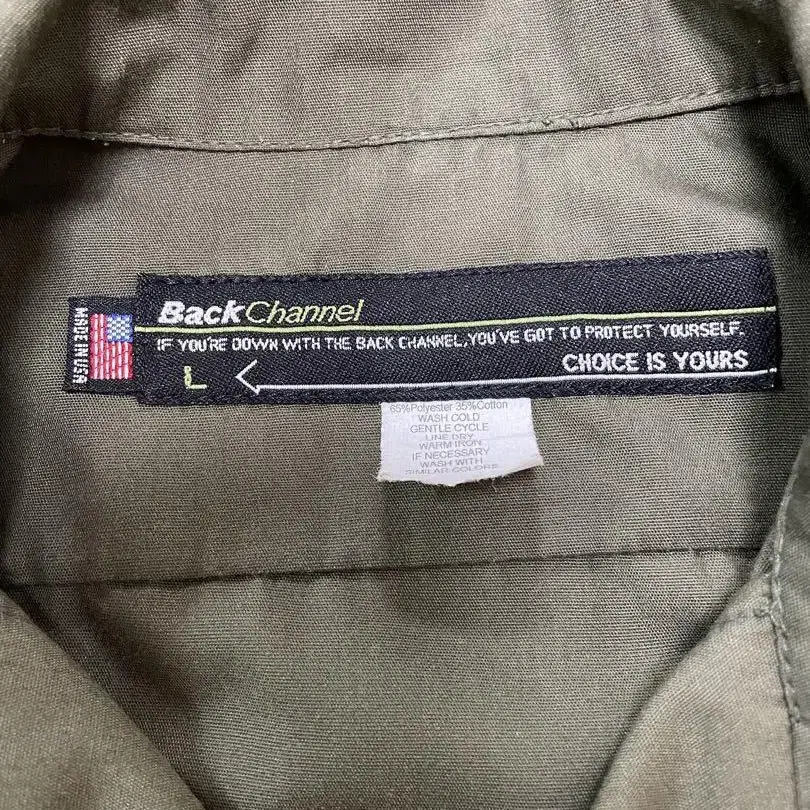 BackChannel
IF YOU'RE DOWN WITH THE BACK CHANNEL, YOU'VE GOT TO PROTECT YOURSELF.
CHOICE IS YOURS
L
MADE IN USA
65%Polyester 35%Cotton
WASH COLD
GENTLE CYCLE
LINE DRY
WARM IRON
IF NECESSARY
WASH WITH
SIMILAR COLORS